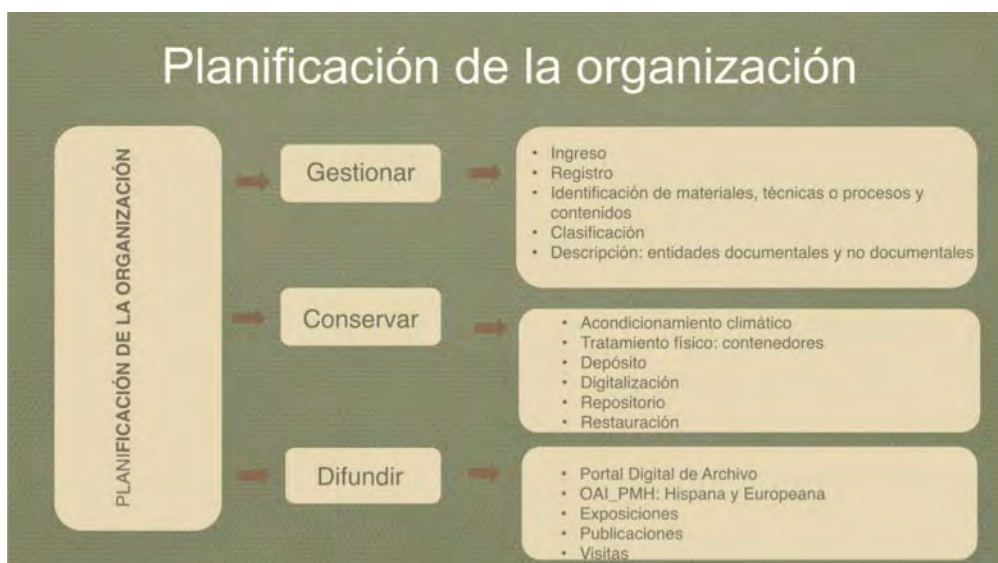 Planificación de la organización
PLANIFICACIÓN DE LA ORGANIZACIÓN
Gestionar
• Ingreso
• Registro
• Identificación de materiales, técnicas o procesos y
contenidos
• Clasificación
• Descripción: entidades documentales y no documentales
Conservar
• Acondicionamiento climático
• Tratamiento físico: contenedores
• Depósito
• Digitalización
• Repositorio
• Restauración
Difundir
• Portal Digital de Archivo
• OAI_PMH: Hispana y Europeana
• Exposiciones
• Publicaciones
• Visitas